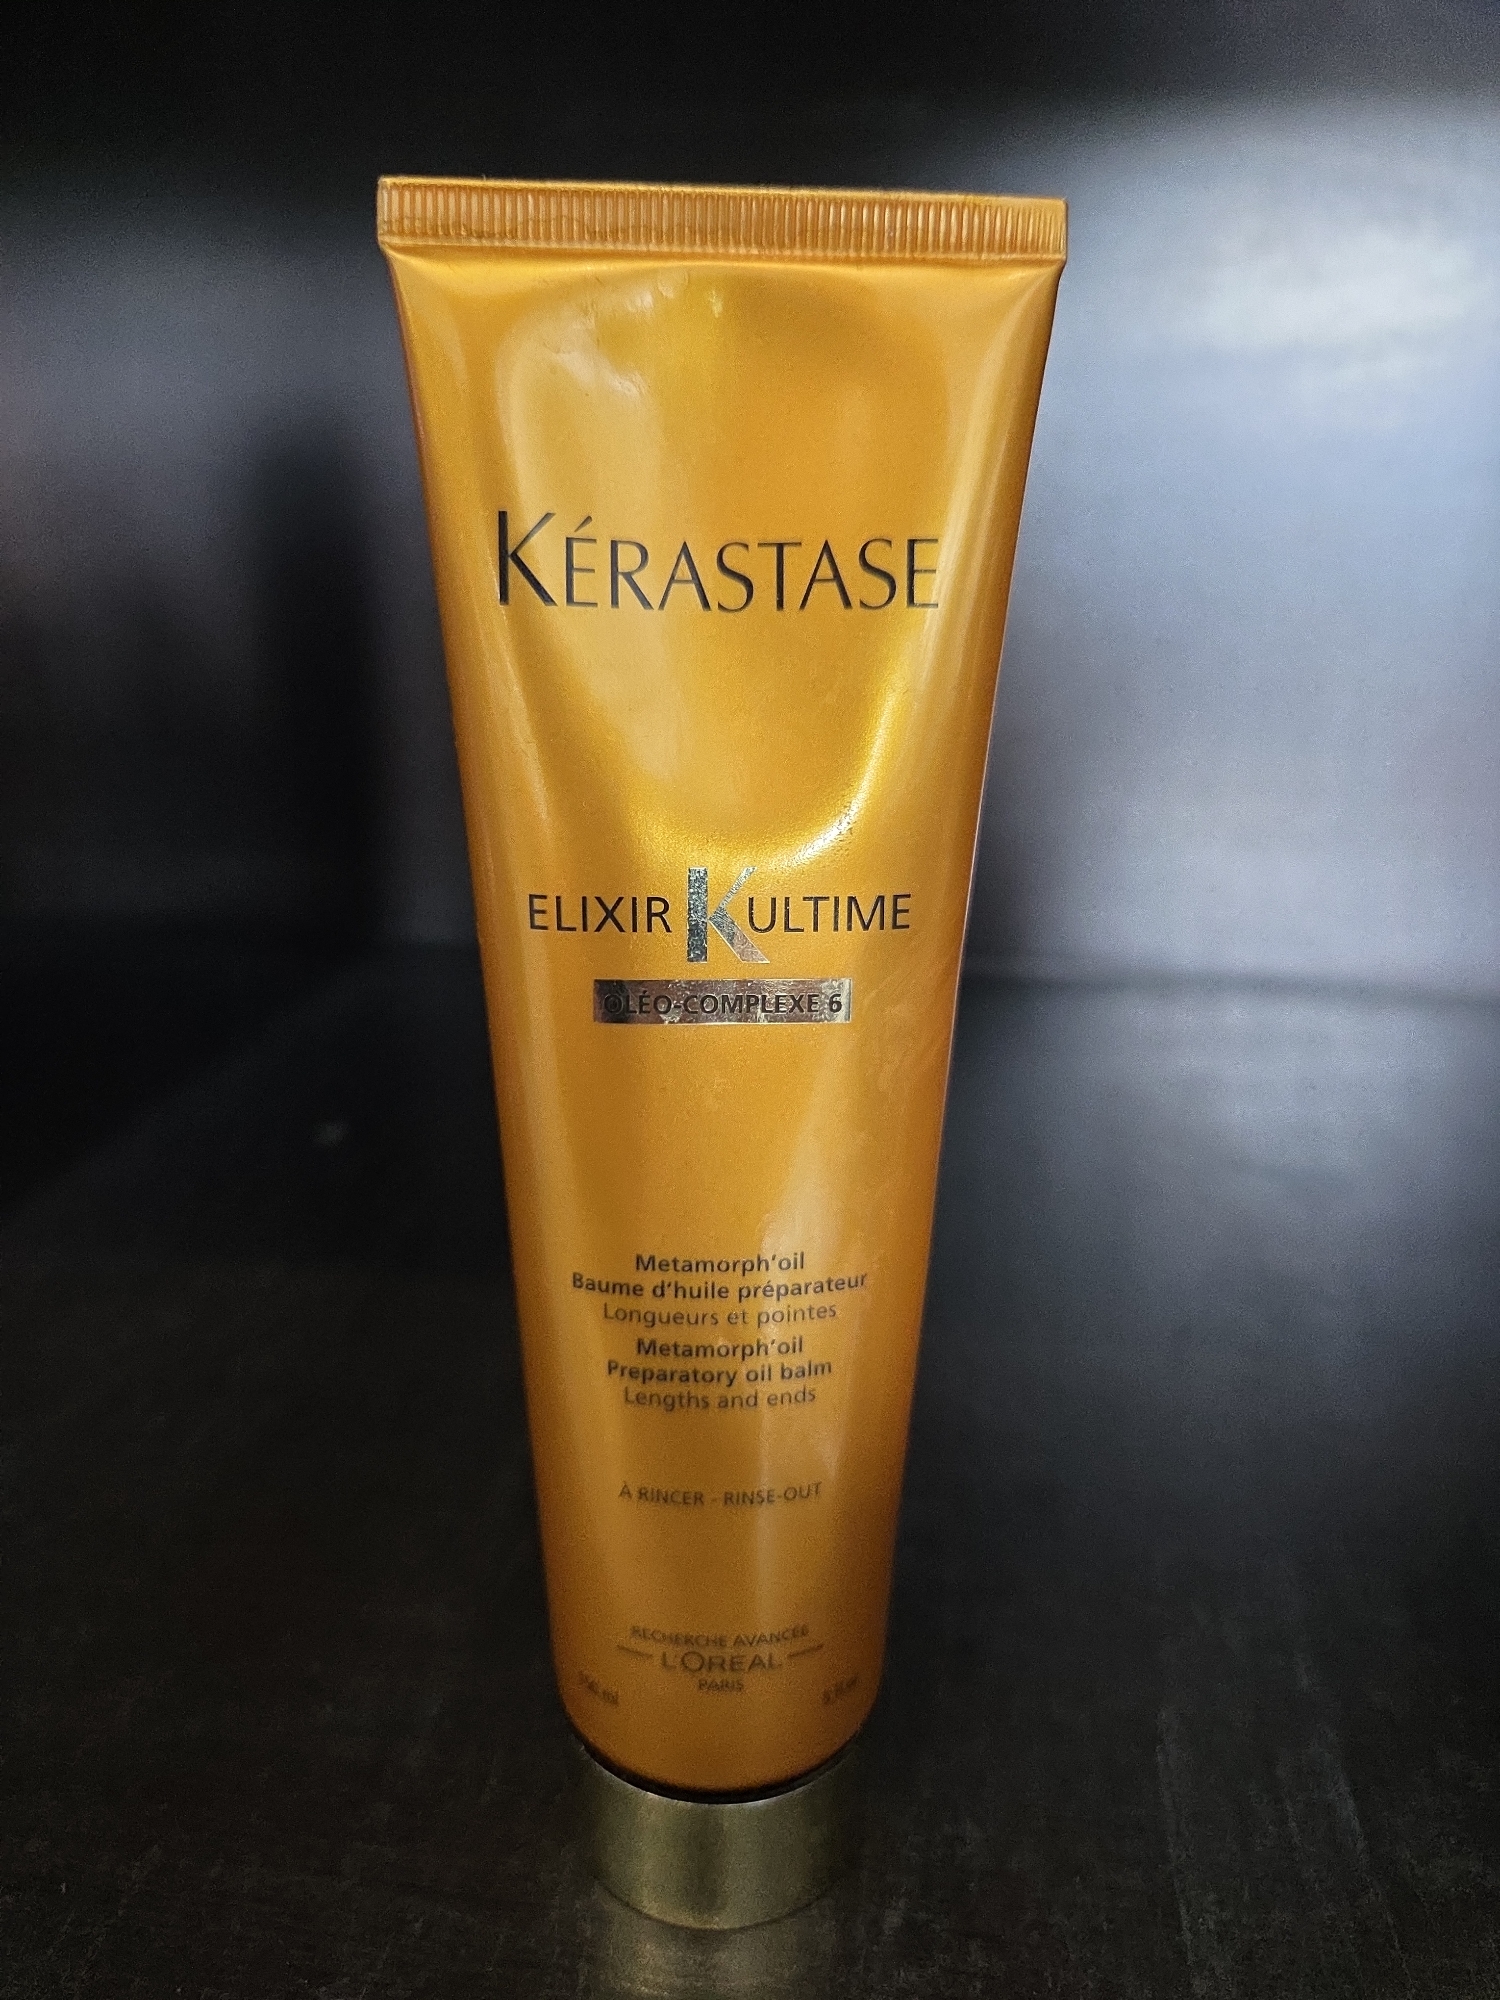 KÉRASTASE
ELIXIR K ULTIME
OLÉO-COMPLEXE 6
Metamorph'oil
Baume d'huile préparateur
Longueurs et pointes
Metamorph'oil
Preparatory oil balm
Lengths and ends
À RINCER - RINSE-OUT
RECHERCHE AVANCÉE
L'ORÉAL
PARIS